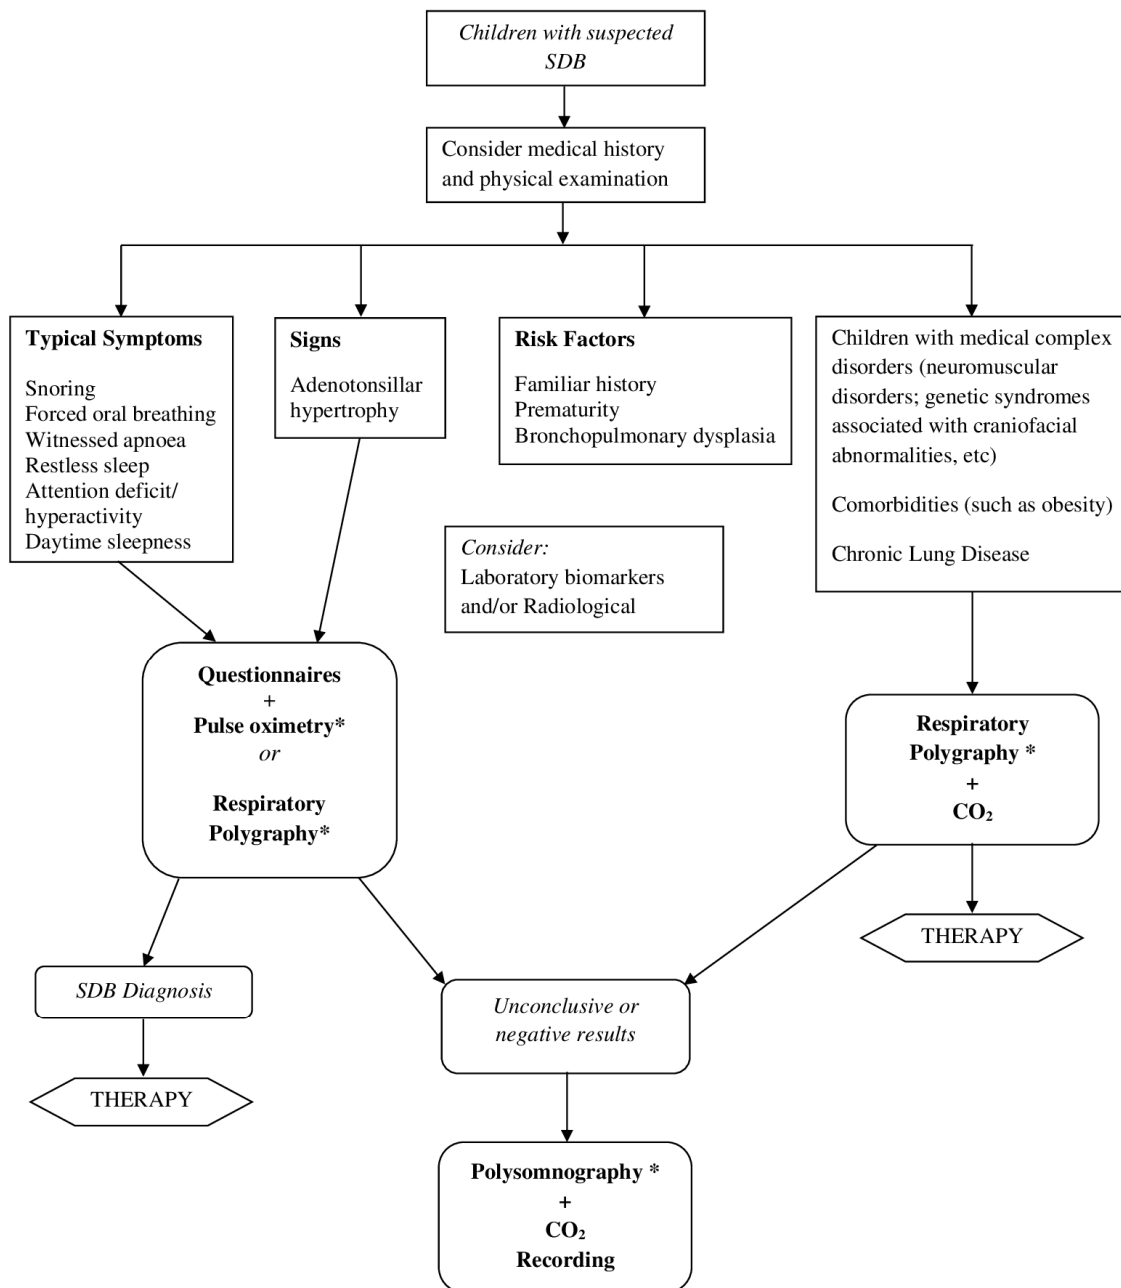 Children with suspected
SDB
Consider medical history
and physical examination
Typical Symptoms
Snoring
Forced oral breathing
Witnessed apnoea
Restless sleep
Attention deficit/
hyperactivity
Daytime sleepness
Signs
Adenotonsillar
hypertrophy
Risk Factors
Familiar history
Prematurity
Bronchopulmonary dysplasia
Children with medical complex
disorders (neuromuscular
disorders; genetic syndromes
associated with craniofacial
abnormalities, etc)
Comorbidities (such as obesity)
Chronic Lung Disease
Consider:
Laboratory biomarkers
and/or Radiological
Questionnaires
+
Pulse oximetry*
or
Respiratory
Polygraphy*
Respiratory
Polygraphy *
+
CO₂
SDB Diagnosis
THERAPY
Unconclusive or
negative results
THERAPY
Polysomnography *
+
CO₂
Recording